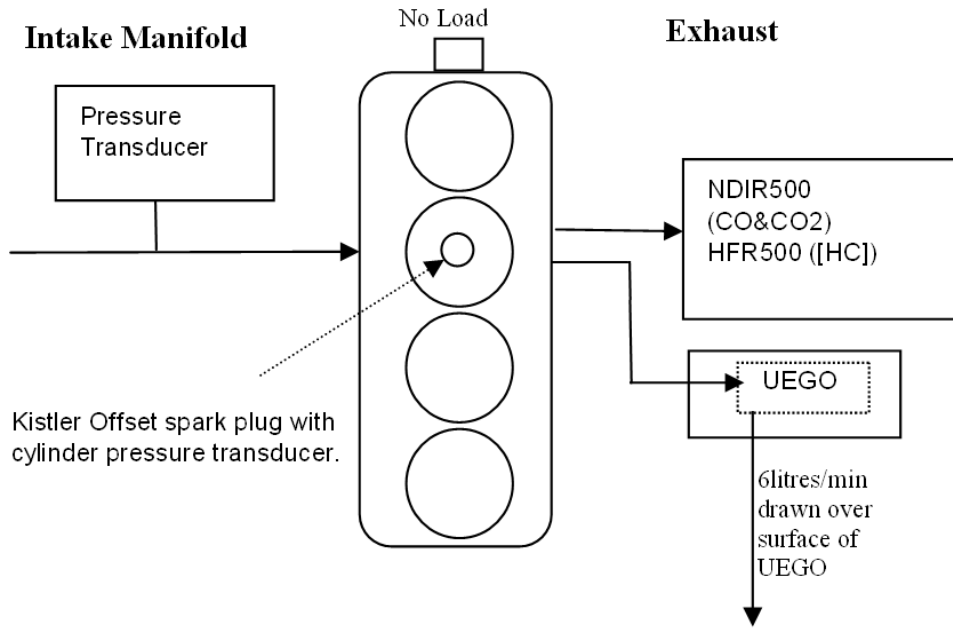 No Load
Intake Manifold
Exhaust
Pressure
Transducer
NDIR500
(CO&CO2)
HFR500 ([HC])
UEGO
Kistler Offset spark plug with
cylinder pressure transducer.
6litres/min
drawn over
surface of
UEGO